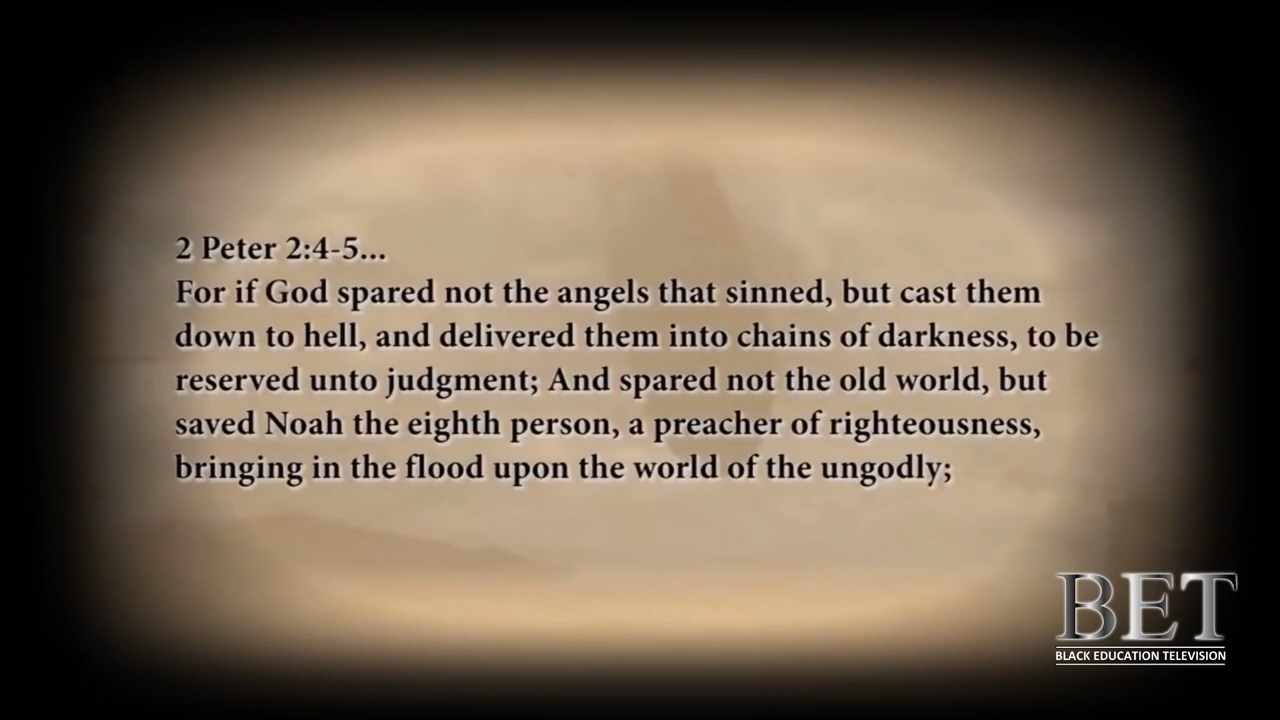 2 Peter 2:4-5...
For if God spared not the angels that sinned, but cast them
down to hell, and delivered them into chains of darkness, to be
reserved unto judgment; And spared not the old world, but
saved Noah the eighth person, a preacher of righteousness,
bringing in the flood upon the world of the ungodly;
BET
BLACK EDUCATION TELEVISION